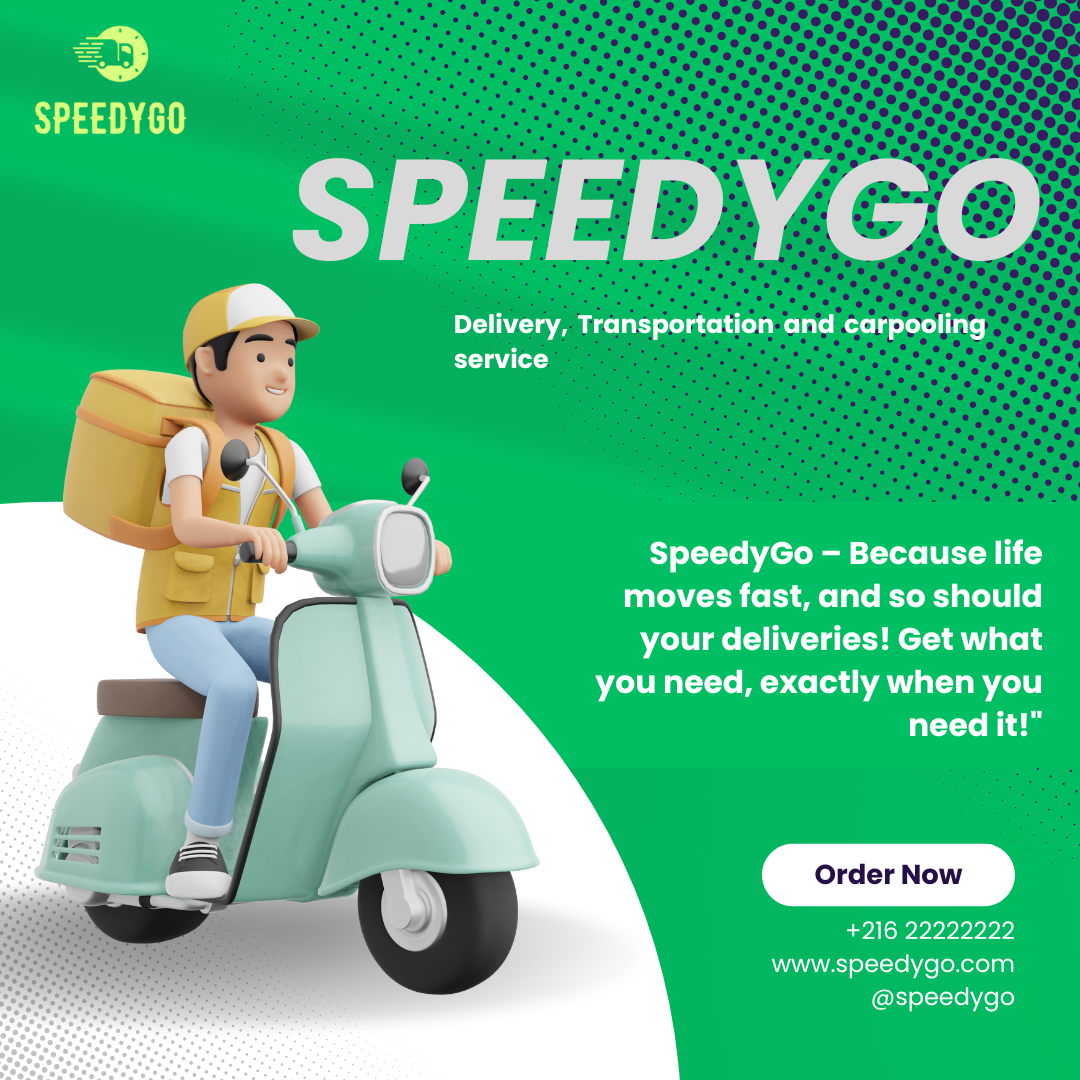 SPEEDYGO
SPEEDYGO
Delivery, Transportation and carpooling
service
SpeedyGo – Because life
moves fast, and so should
your deliveries! Get what
you need, exactly when you
need it!"
Order Now
+216 22222222
www.speedygo.com
@speedygo